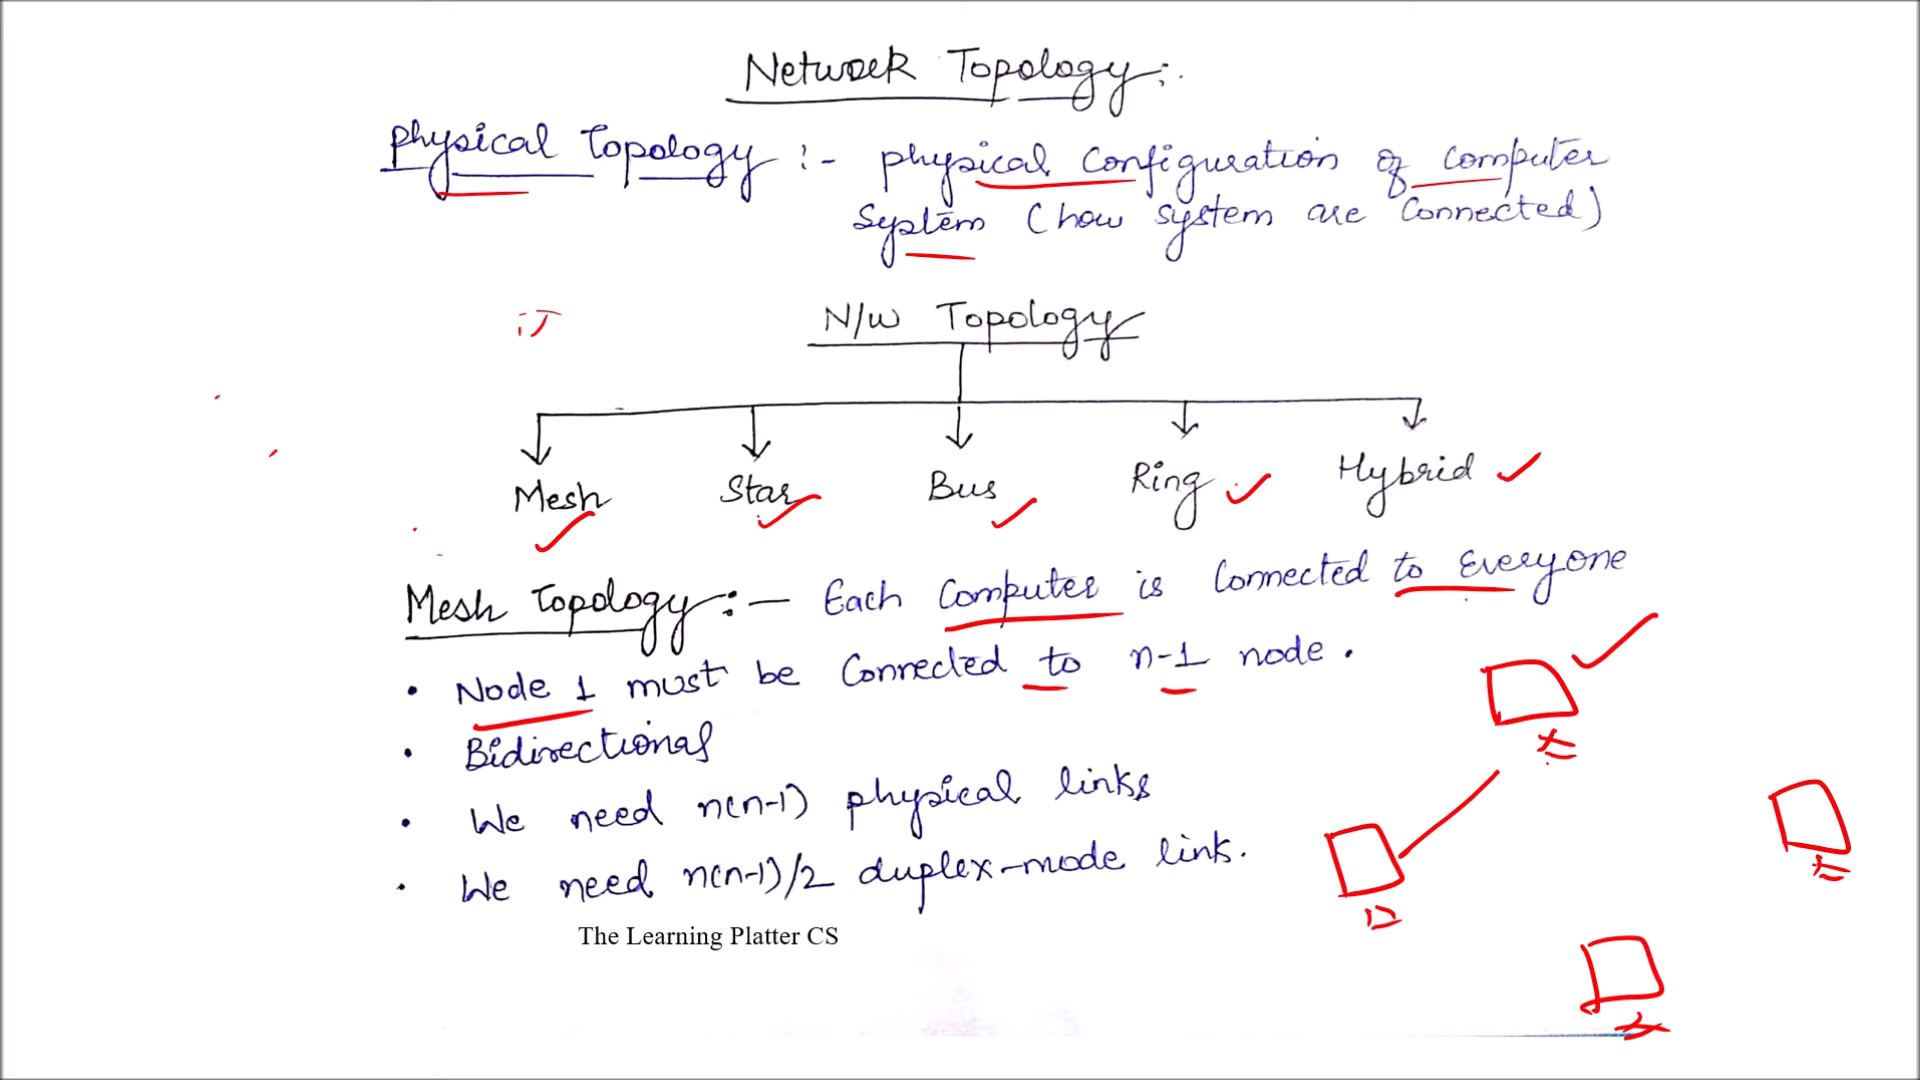 Network Topology :-
Physical Topology :- physical Configuration of computer
System (how system are Connected)
N/w Topology
Mesh Star Bus Ring Hybrid
Mesh Topology :- Each Computer is Connected to Everyone
• Node 1 must be Connected to n-1 node.
• Bidirectional
• We need n(n-1) physical links
• We need n(n-1)/2 duplex-mode link.
The Learning Platter CS